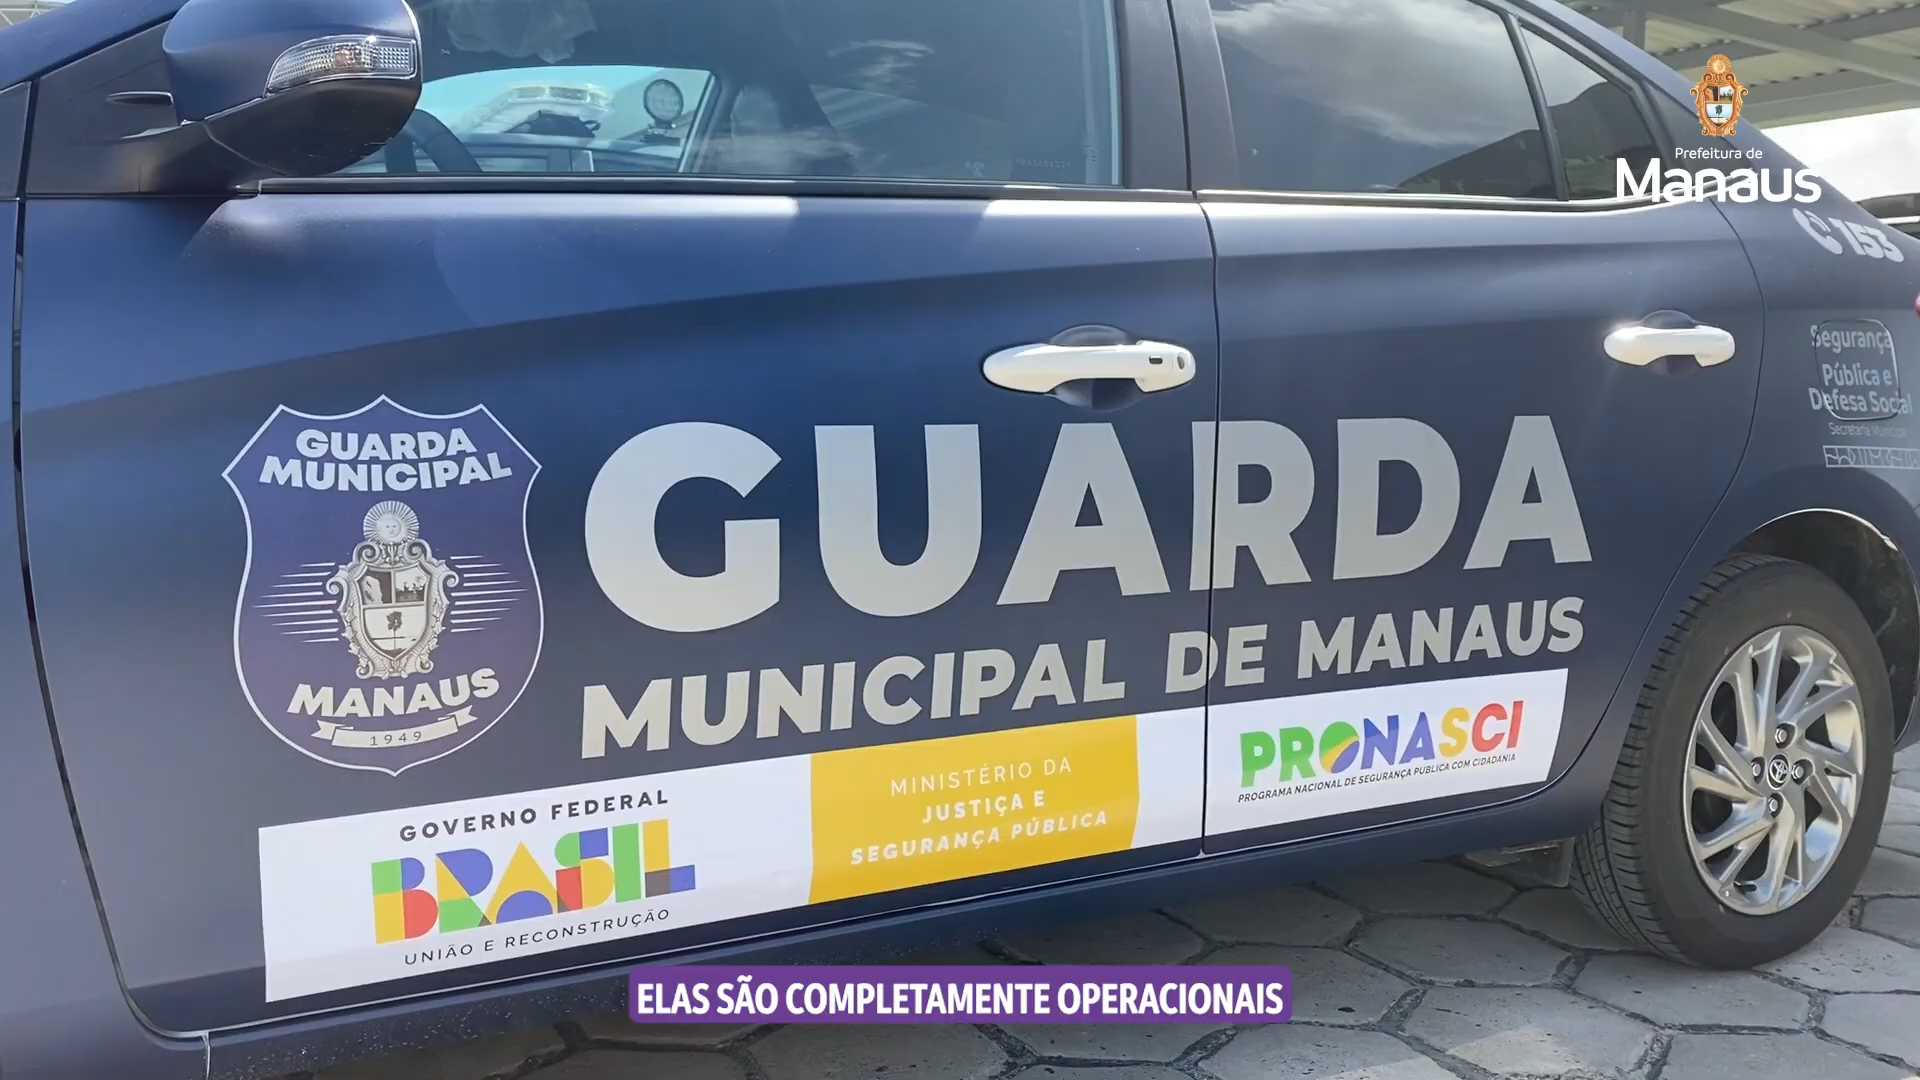 Prefeitura de
Manaus
153
Segurança
Pública e
Defesa Social
Secretaria Municipal
GUARDA
MUNICIPAL
MANAUS
1949
GUARDA
MUNICIPAL DE MANAUS
GOVERNO FEDERAL
BRASIL
UNIÃO E RECONSTRUÇÃO
MINISTÉRIO DA
JUSTIÇA E
SEGURANÇA PÚBLICA
PRONASCI
PROGRAMA NACIONAL DE SEGURANÇA PÚBLICA COM CIDADANIA
ELAS SÃO COMPLETAMENTE OPERACIONAIS